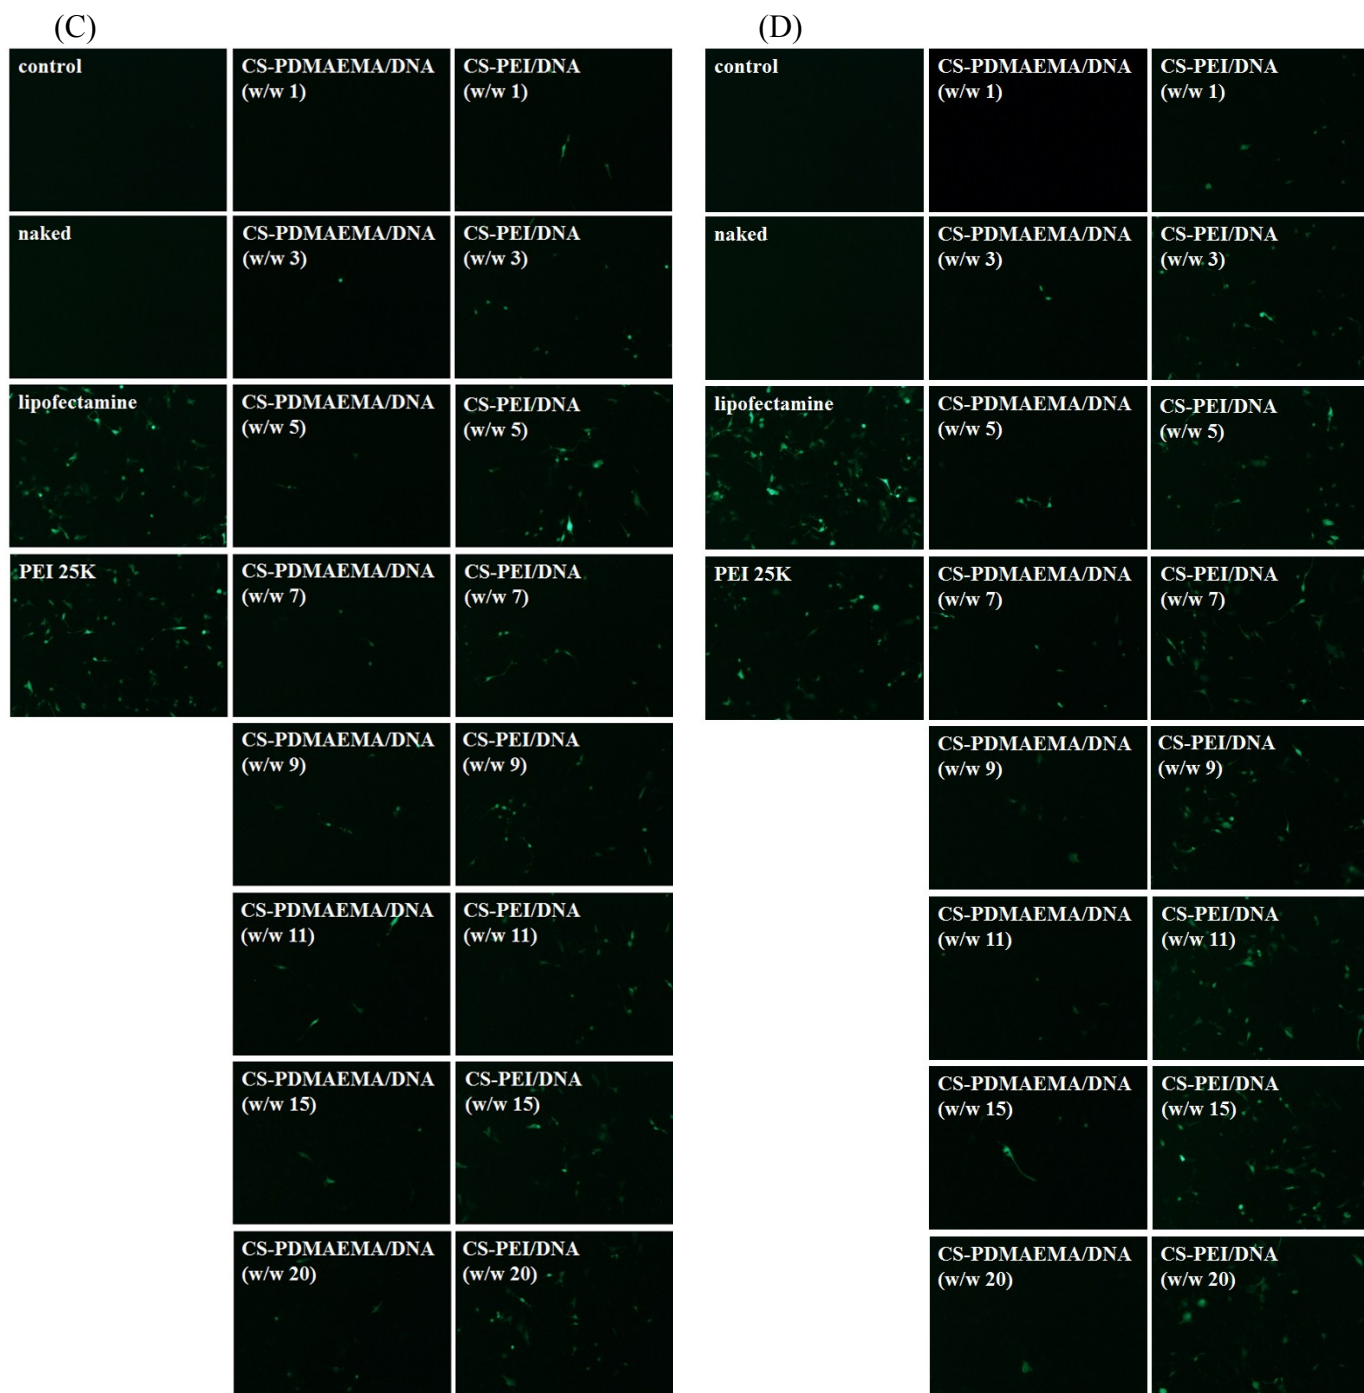 (C)
control
CS-PDMAEMA/DNA
(w/w 1)
CS-PEI/DNA
(w/w 1)
naked
CS-PDMAEMA/DNA
(w/w 3)
CS-PEI/DNA
(w/w 3)
lipofectamine
CS-PDMAEMA/DNA
(w/w 5)
CS-PEI/DNA
(w/w 5)
PEI 25K
CS-PDMAEMA/DNA
(w/w 7)
CS-PEI/DNA
(w/w 7)
CS-PDMAEMA/DNA
(w/w 9)
CS-PEI/DNA
(w/w 9)
CS-PDMAEMA/DNA
(w/w 11)
CS-PEI/DNA
(w/w 11)
CS-PDMAEMA/DNA
(w/w 15)
CS-PEI/DNA
(w/w 15)
CS-PDMAEMA/DNA
(w/w 20)
CS-PEI/DNA
(w/w 20)
(D)
control
CS-PDMAEMA/DNA
(w/w 1)
CS-PEI/DNA
(w/w 1)
naked
CS-PDMAEMA/DNA
(w/w 3)
CS-PEI/DNA
(w/w 3)
lipofectamine
CS-PDMAEMA/DNA
(w/w 5)
CS-PEI/DNA
(w/w 5)
PEI 25K
CS-PDMAEMA/DNA
(w/w 7)
CS-PEI/DNA
(w/w 7)
CS-PDMAEMA/DNA
(w/w 9)
CS-PEI/DNA
(w/w 9)
CS-PDMAEMA/DNA
(w/w 11)
CS-PEI/DNA
(w/w 11)
CS-PDMAEMA/DNA
(w/w 15)
CS-PEI/DNA
(w/w 15)
CS-PDMAEMA/DNA
(w/w 20)
CS-PEI/DNA
(w/w 20)